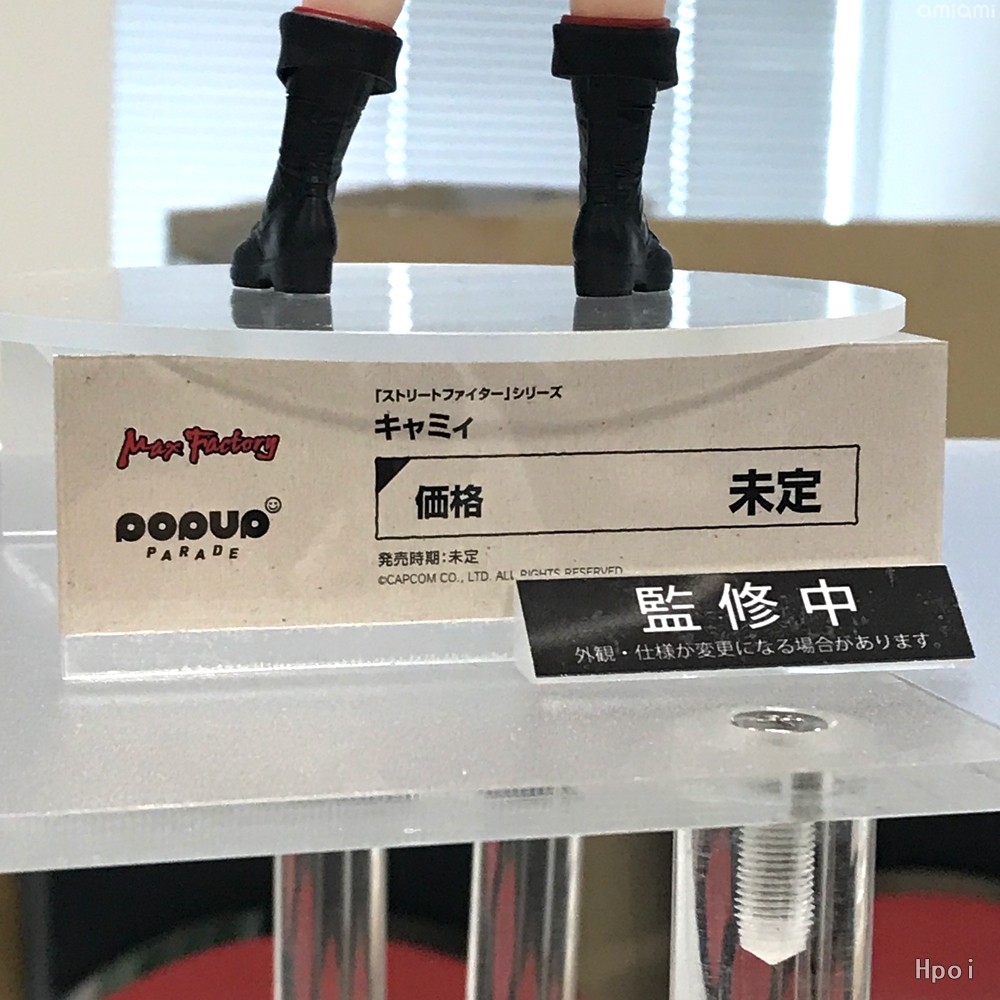 amiami
「ストリートファイター」シリーズ
キャミィ
Max Factory
価格 未定
POPUP
PARADE
発売時期：未定
©CAPCOM CO., LTD. ALL RIGHTS RESERVED.
監修中
外観・仕様が変更になる場合があります。
Hpoi